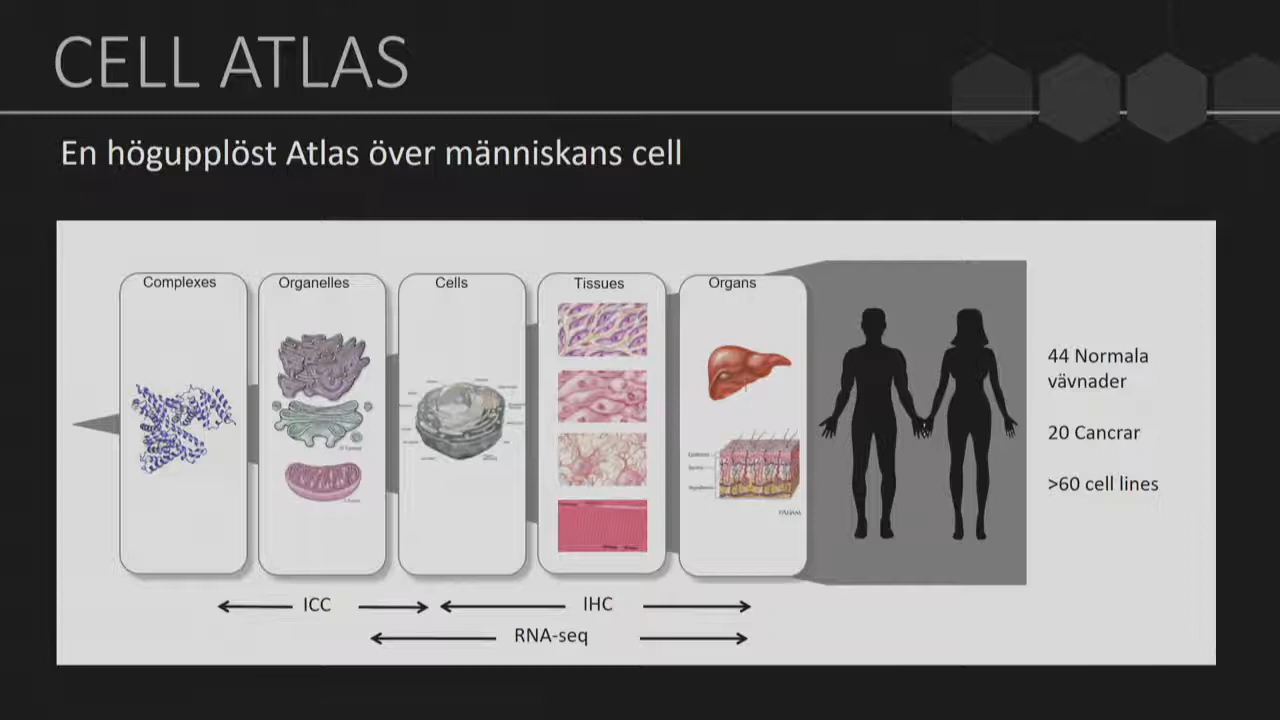 CELL ATLAS
En högupplöst Atlas över människans cell
Complexes
Organelles
Cells
Tissues
Organs
44 Normala
vävnader
20 Cancrar
>60 cell lines
ICC
IHC
RNA-seq